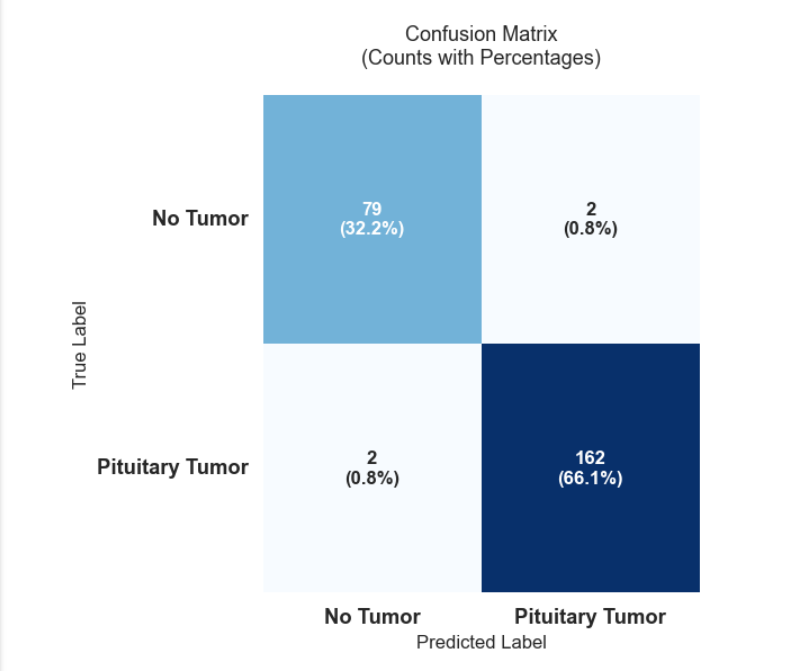 Confusion Matrix
(Counts with Percentages)
No Tumor
79
(32.2%)
2
(0.8%)
True Label
Pituitary Tumor
2
(0.8%)
162
(66.1%)
No Tumor
Pituitary Tumor
Predicted Label